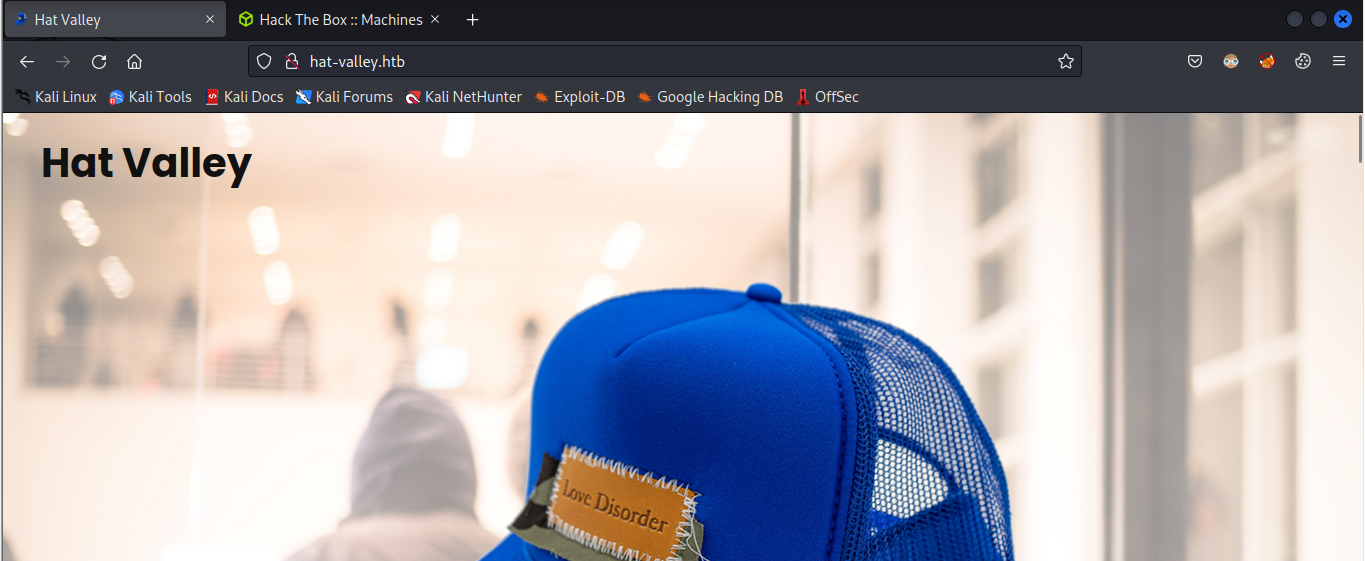 Hat Valley
Hack The Box :: Machines
hat-valley.htb
Kali Linux Kali Tools Kali Docs Kali Forums Kali NetHunter Exploit-DB Google Hacking DB OffSec
Hat Valley
Love Disorder